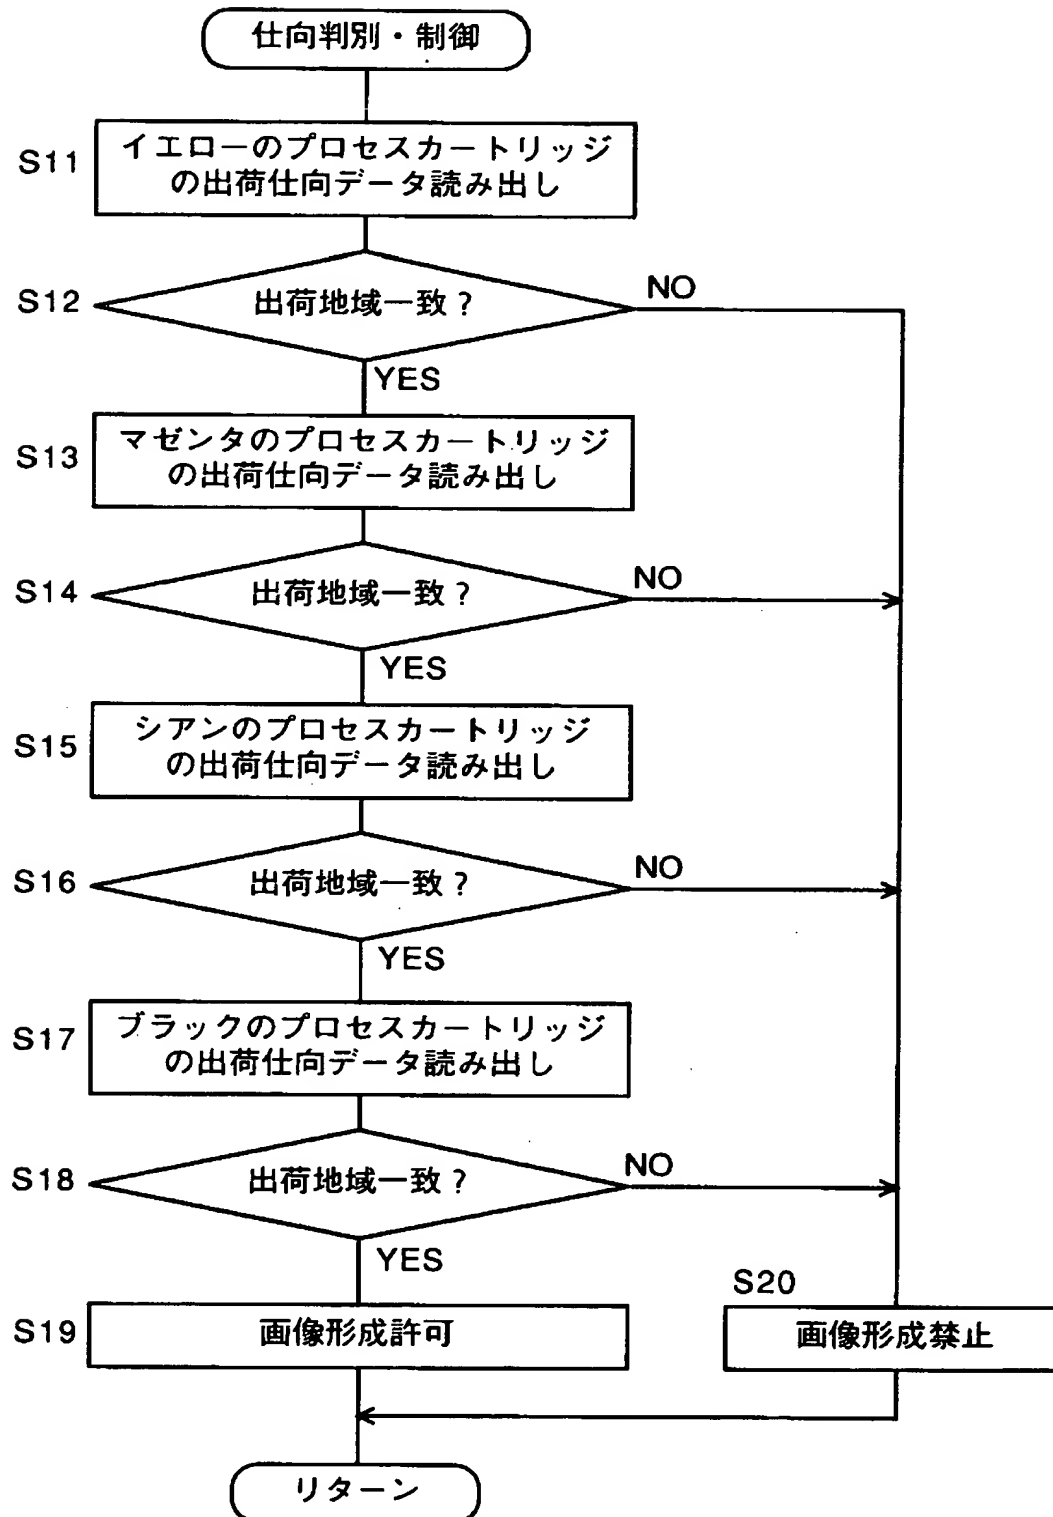 仕向判別・制御
S11
イエローのプロセスカートリッジ
の出荷仕向データ読み出し
S12
出荷地域一致?
NO
YES
S13
マゼンタのプロセスカートリッジ
の出荷仕向データ読み出し
S14
出荷地域一致?
NO
YES
S15
シアンのプロセスカートリッジ
の出荷仕向データ読み出し
S16
出荷地域一致?
NO
YES
S17
ブラックのプロセスカートリッジ
の出荷仕向データ読み出し
S18
出荷地域一致?
NO
YES
S19
画像形成許可
S20
画像形成禁止
リターン